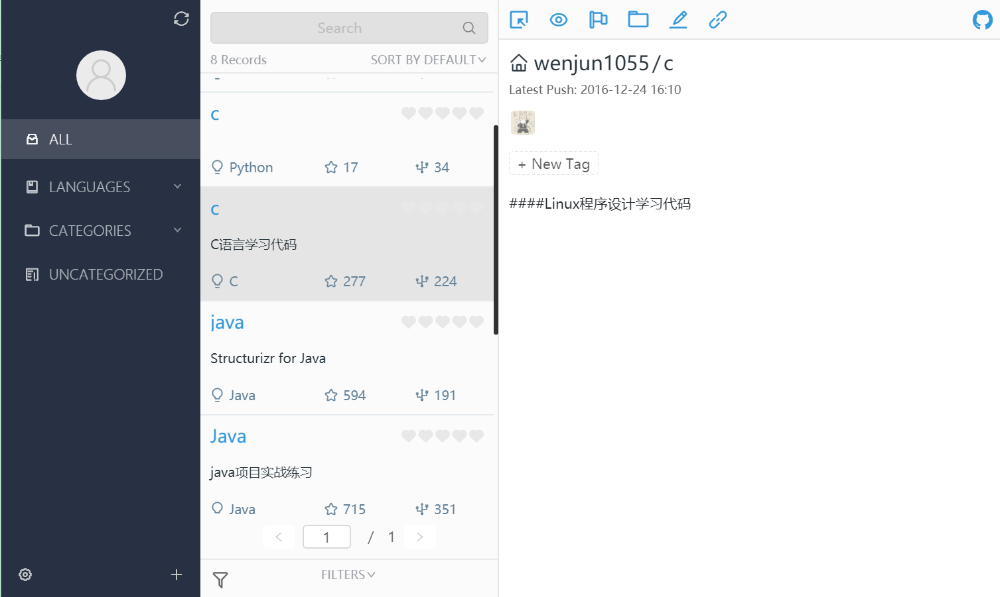 ALL
LANGUAGES
CATEGORIES
UNCATEGORIZED
Search
8 Records
SORT BY DEFAULT
c
Python
17
34
c
C语言学习代码
C
277
224
java
Structurizr for Java
Java
594
191
Java
java项目实战练习
Java
715
351
< 1 / 1 >
FILTERS
wenjun1055/c
Latest Push: 2016-12-24 16:10
+ New Tag
####Linux程序设计学习代码